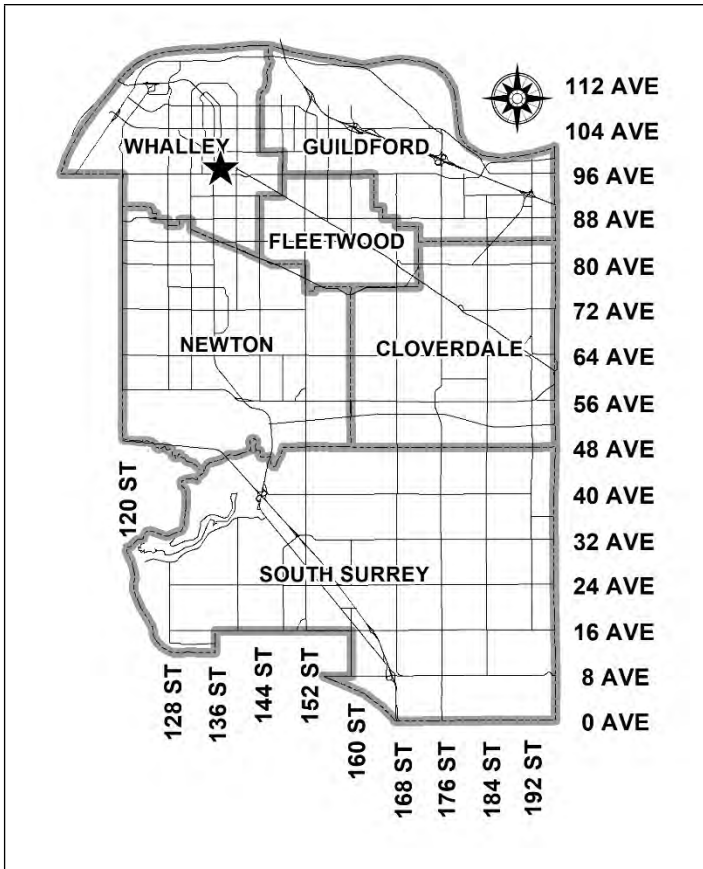 112 AVE
104 AVE
WHALLEY
GUILDFORD
96 AVE
88 AVE
FLEETWOOD
80 AVE
72 AVE
NEWTON
CLOVERDALE
64 AVE
56 AVE
48 AVE
120 ST
40 AVE
32 AVE
SOUTH SURREY
24 AVE
16 AVE
8 AVE
0 AVE
128 ST
136 ST
144 ST
152 ST
160 ST
168 ST
176 ST
184 ST
192 ST